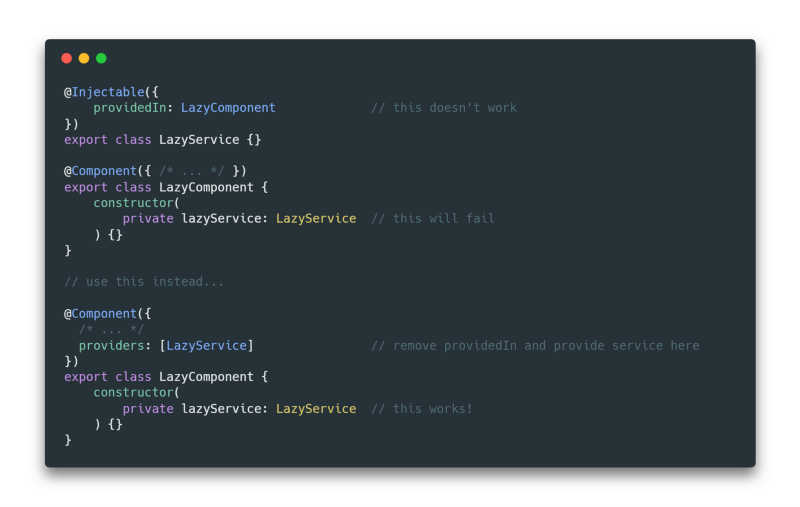 @Injectable({
    providedIn: LazyComponent             // this doesn't work
})
export class LazyService {}

@Component({ /* ... */ })
export class LazyComponent {
    constructor(
        private lazyService: LazyService  // this will fail
    ) {}
}

// use this instead...

@Component({
  /* ... */
  providers: [LazyService]                // remove providedIn and provide service here
})
export class LazyComponent {
    constructor(
        private lazyService: LazyService  // this works!
    ) {}
}